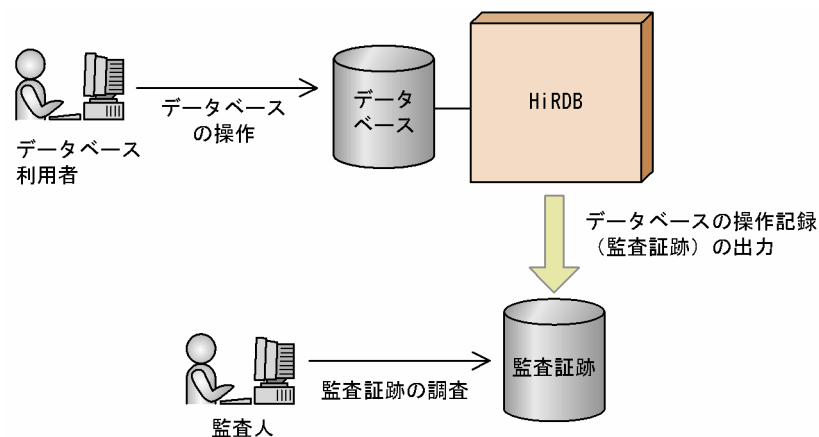 データベース
の操作
データ
ベース
HiRDB
データベース
利用者
データベースの操作記録
（監査証跡）の出力
監査証跡
監査証跡の調査
監査人